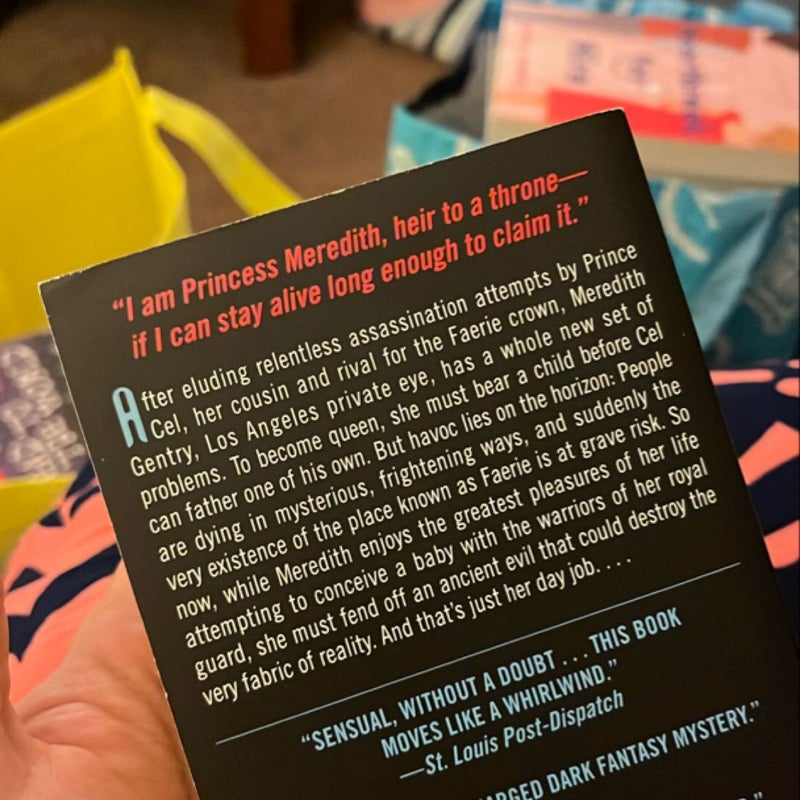 “I am Princess Meredith, heir to a throne—
if I can stay alive long enough to claim it.”
After eluding relentless assassination attempts by Prince
Cel, her cousin and rival for the Faerie crown, Meredith
Gentry, Los Angeles private eye, has a whole new set of
problems. To become queen, she must bear a child before Cel
can father one of his own. But havoc lies on the horizon: People
are dying in mysterious, frightening ways, and suddenly the
very existence of the place known as Faerie is at grave risk. So
now, while Meredith enjoys the greatest pleasures of her life
attempting to conceive a baby with the warriors of her royal
guard, she must fend off an ancient evil that could destroy the
very fabric of reality. And that’s just her day job. . . .
“SENSUAL, WITHOUT A DOUBT . . . THIS BOOK
MOVES LIKE A WHIRLWIND.”
—St. Louis Post-Dispatch
DARK FANTASY MYSTERY.”